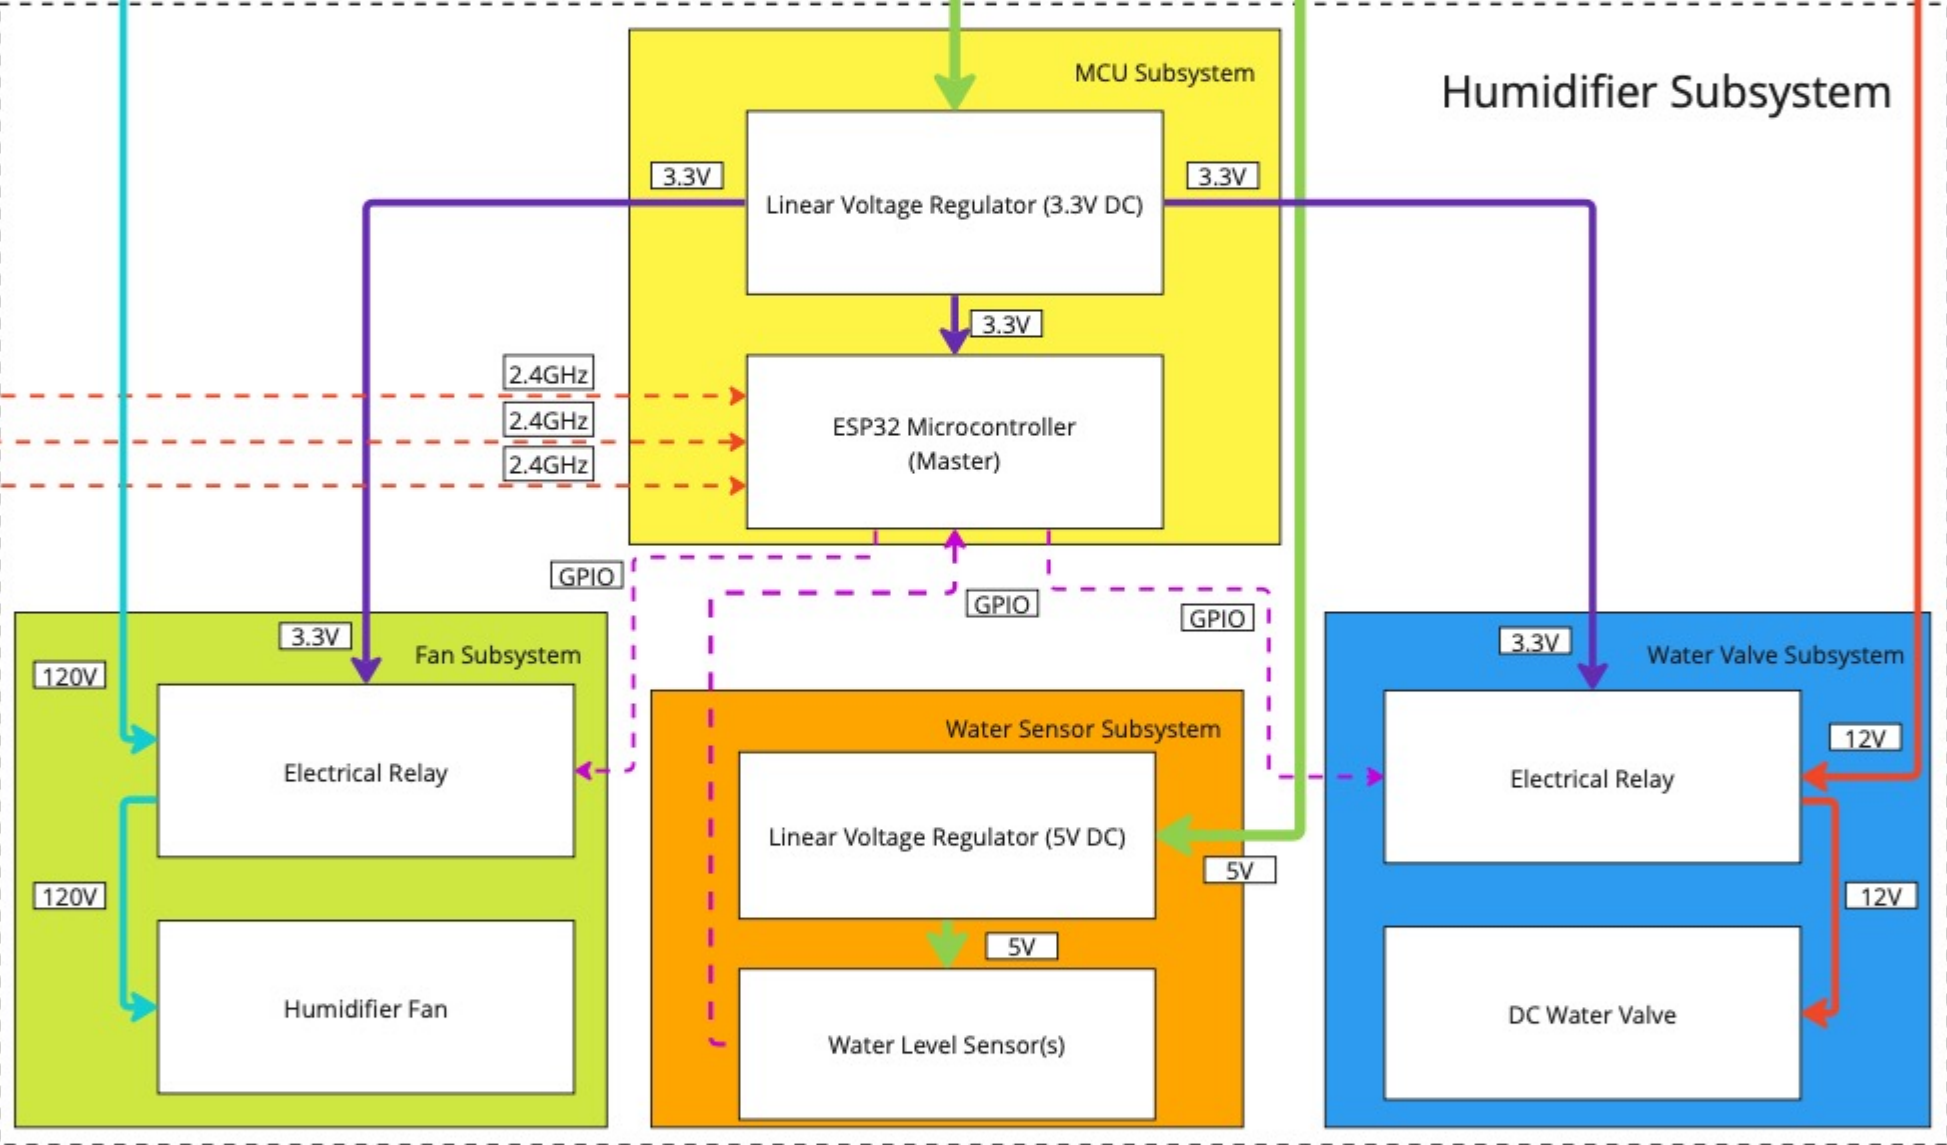 MCU Subsystem
Humidifier Subsystem
3.3V
3.3V
Linear Voltage Regulator (3.3V DC)
3.3V
2.4GHz
2.4GHz
2.4GHz
ESP32 Microcontroller
(Master)
GPIO
GPIO
GPIO
3.3V
Fan Subsystem
120V
Electrical Relay
120V
Humidifier Fan
Water Sensor Subsystem
Linear Voltage Regulator (5V DC)
5V
5V
Water Level Sensor(s)
3.3V
Water Valve Subsystem
12V
Electrical Relay
12V
DC Water Valve